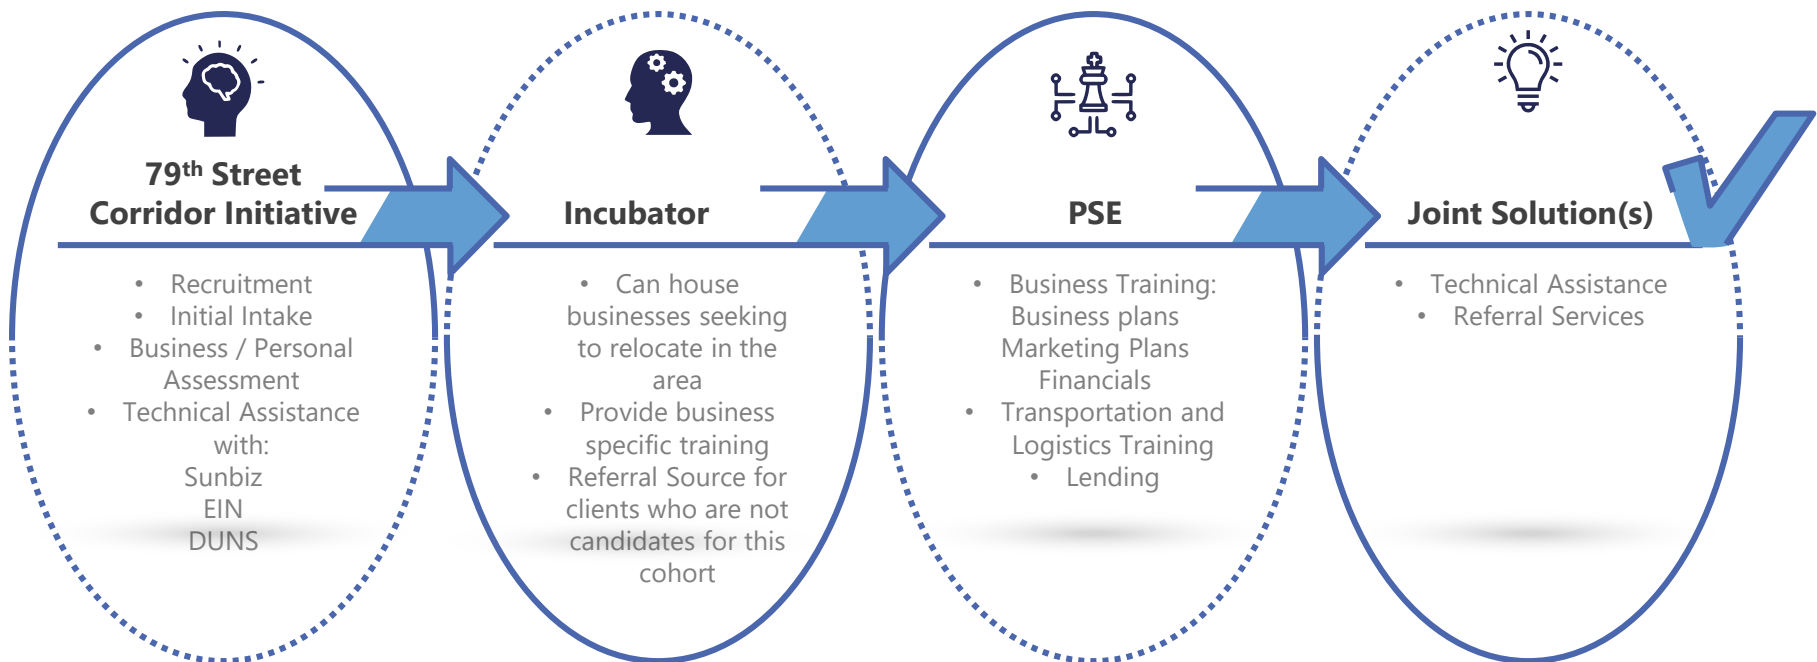 79th Street
Corridor Initiative
• Recruitment
• Initial Intake
• Business / Personal
Assessment
• Technical Assistance
with:
Sunbiz
EIN
DUNS
Incubator
• Can house
businesses seeking
to relocate in the
area
• Provide business
specific training
• Referral Source for
clients who are not
candidates for this
cohort
PSE
• Business Training:
Business plans
Marketing Plans
Financials
• Transportation and
Logistics Training
• Lending
Joint Solution(s)
• Technical Assistance
• Referral Services